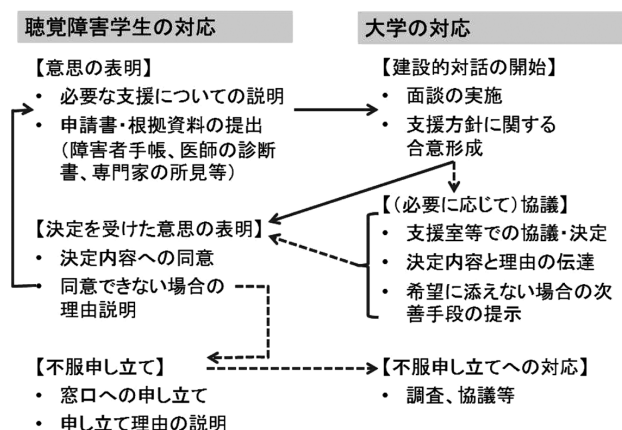 聴覚障害学生の対応
【意思の表明】
• 必要な支援についての説明
• 申請書・根拠資料の提出
（障害者手帳、医師の診断
書、専門家の所見等）
【決定を受けた意思の表明】
• 決定内容への同意
• 同意できない場合の
理由説明
【不服申し立て】
• 窓口への申し立て
• 申し立て理由の説明
大学の対応
【建設的対話の開始】
• 面談の実施
• 支援方針に関する
合意形成
【（必要に応じて）協議】
• 支援室等での協議・決定
• 決定内容と理由の伝達
• 希望に添えない場合の次
善手段の提示
【不服申し立てへの対応】
• 調査、協議等